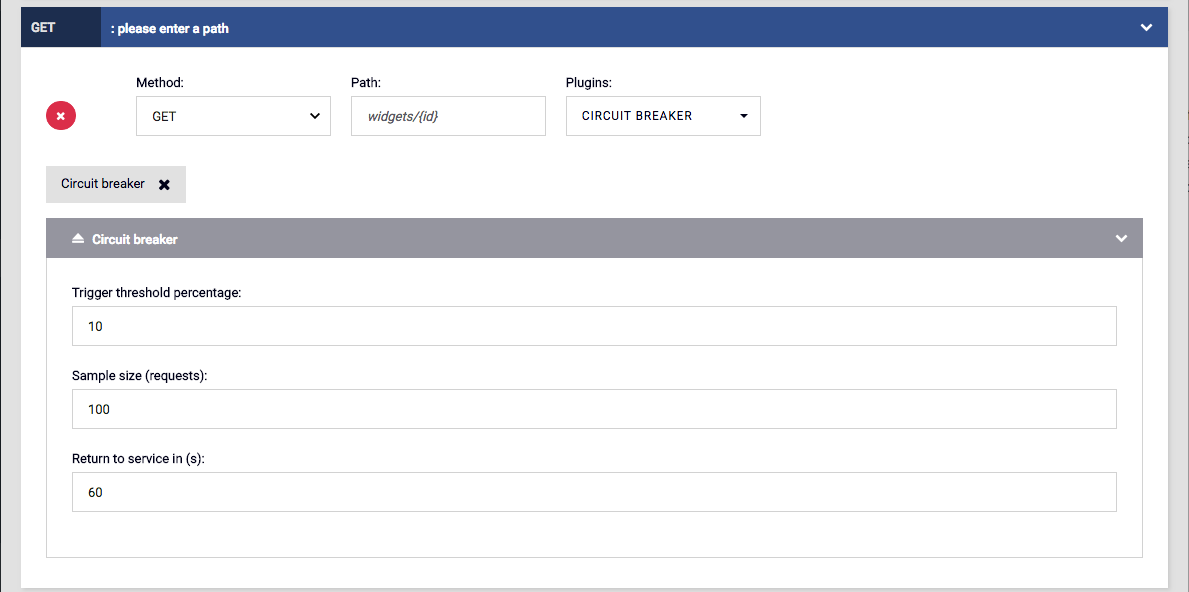 GET : please enter a path
Method: Path: Plugins:
GET widgets/{id} CIRCUIT BREAKER
Circuit breaker
Circuit breaker
Trigger threshold percentage:
10
Sample size (requests):
100
Return to service in (s):
60